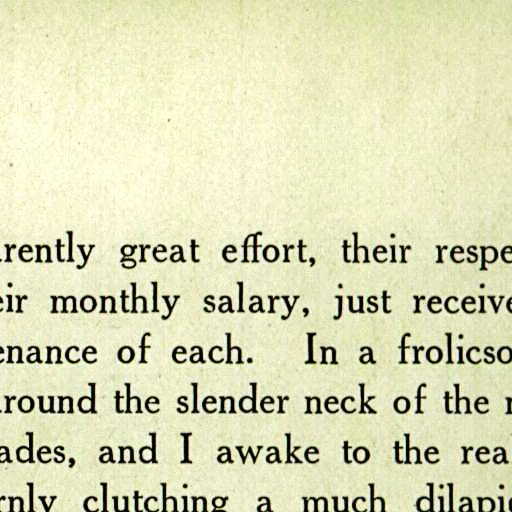 rently great effort, their respe
eir monthly salary, just receive
enance of each. In a frolicso
around the slender neck of the
ades, and I awake to the rea
rnly clutching a much dilapi